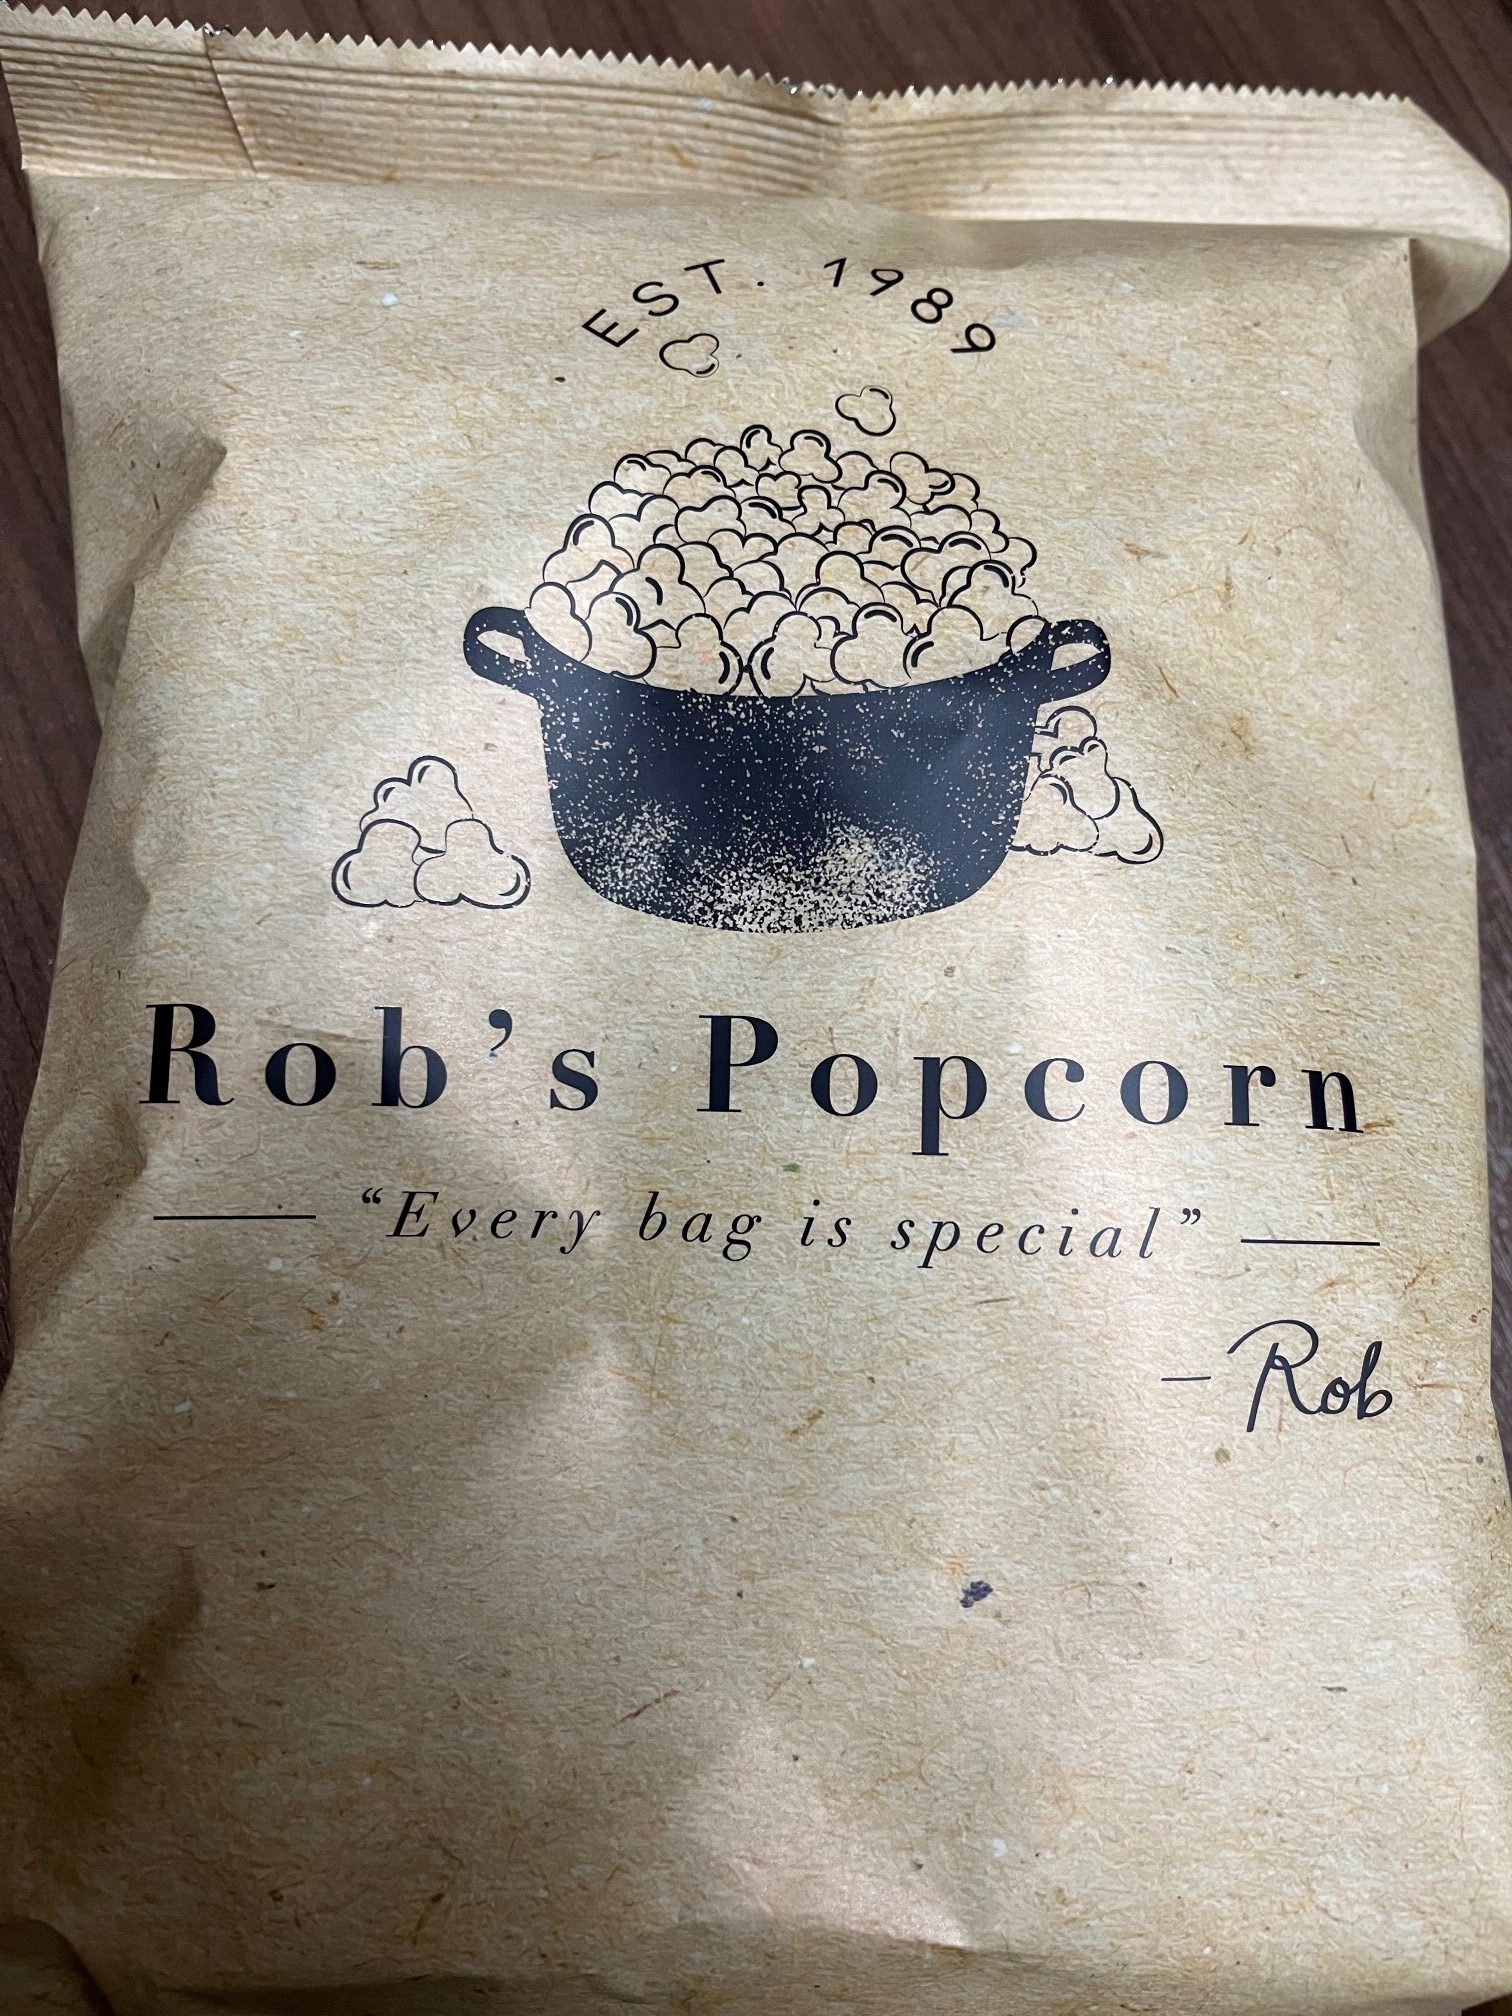 EST. 1989
Rob’s Popcorn
“Every bag is special”
– Rob